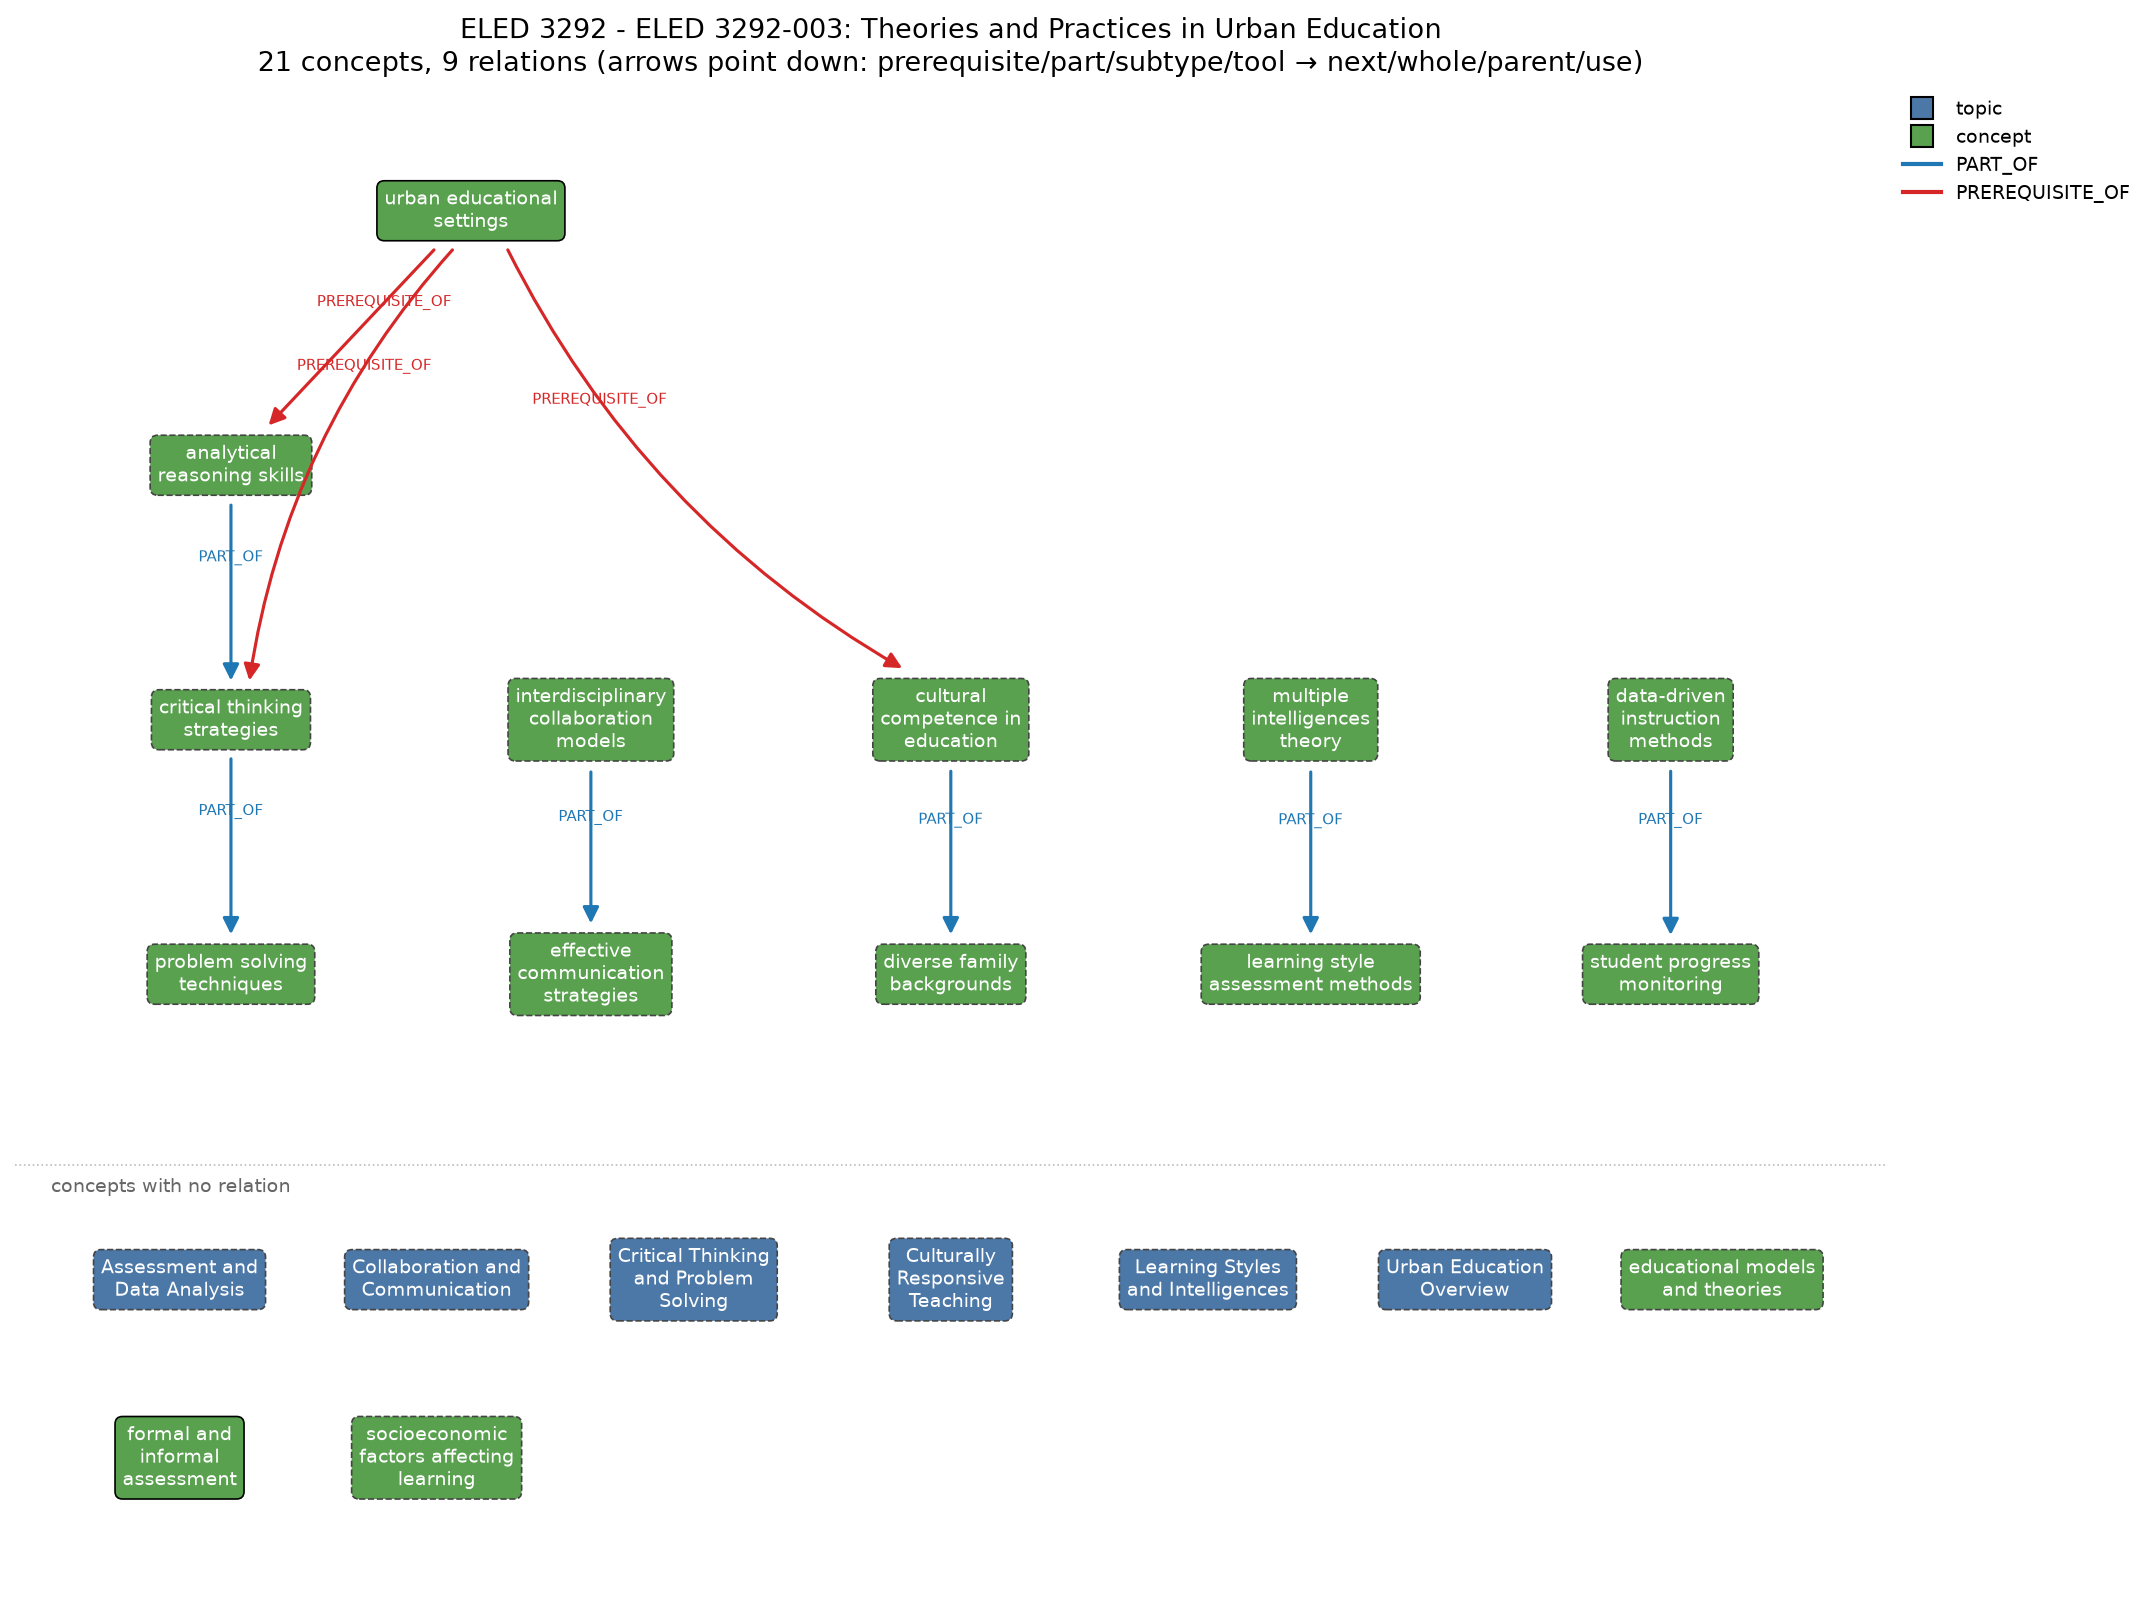 ELED 3292 - ELED 3292-003: Theories and Practices in Urban Education
21 concepts, 9 relations (arrows point down: prerequisite/part/subtype/tool → next/whole/parent/use)
topic
concept
PART_OF
PREREQUISITE_OF
urban educational
settings
PREREQUISITE_OF
PREREQUISITE_OF
PREREQUISITE_OF
analytical
reasoning skills
PART_OF
critical thinking
strategies
interdisciplinary
collaboration
models
cultural
competence in
education
multiple
intelligences
theory
data-driven
instruction
methods
PART_OF
PART_OF
PART_OF
PART_OF
PART_OF
problem solving
techniques
effective
communication
strategies
diverse family
backgrounds
learning style
assessment methods
student progress
monitoring
concepts with no relation
Assessment and
Data Analysis
Collaboration and
Communication
Critical Thinking
and Problem
Solving
Culturally
Responsive
Teaching
Learning Styles
and Intelligences
Urban Education
Overview
educational models
and theories
formal and
informal
assessment
socioeconomic
factors affecting
learning